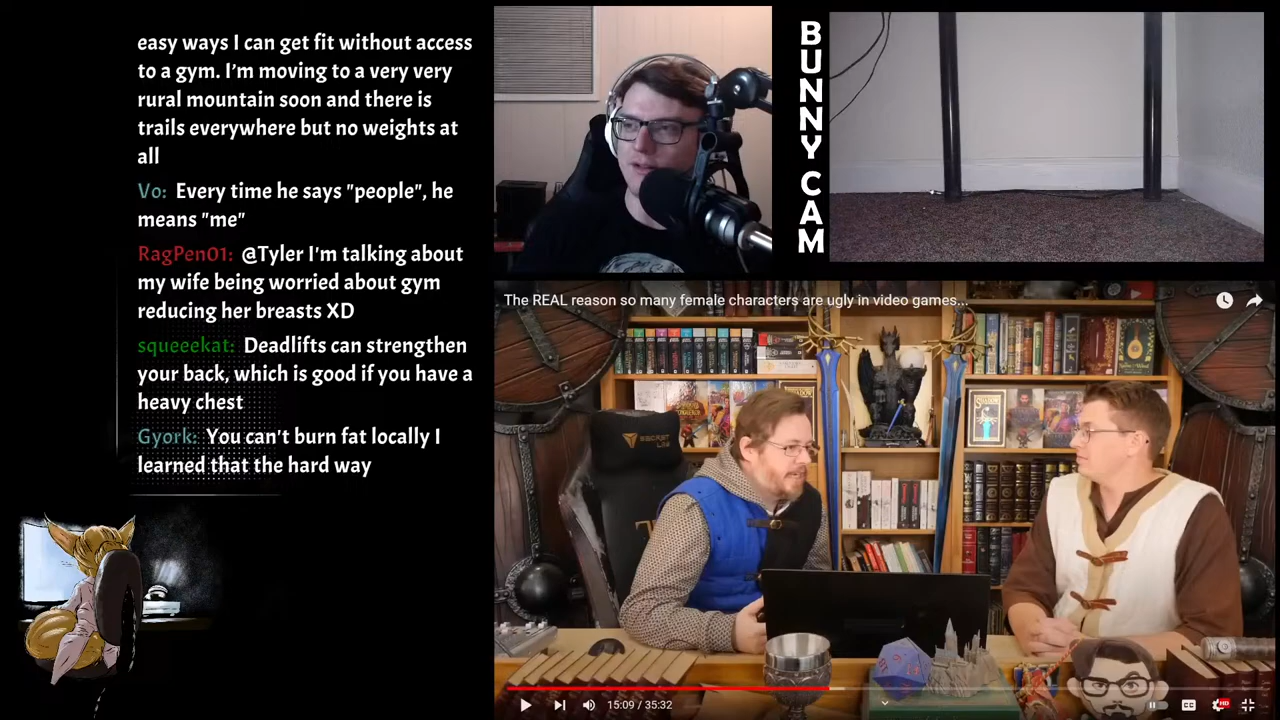 easy ways I can get fit without access
to a gym. I'm moving to a very very
rural mountain soon and there is
trails everywhere but no weights at
all
Vo: Every time he says "people", he
means "me"
RagPen01: @Tyler I'm talking about
my wife being worried about gym
reducing her breasts XD
squeeekat: Deadlifts can strengthen
your back, which is good if you have a
heavy chest
Gyork: You can't burn fat locally I
learned that the hard way
BUNNY CAM
The REAL reason so many female characters are ugly in video games...
SECRET
LAB
15:09 / 35:32
CC
HD